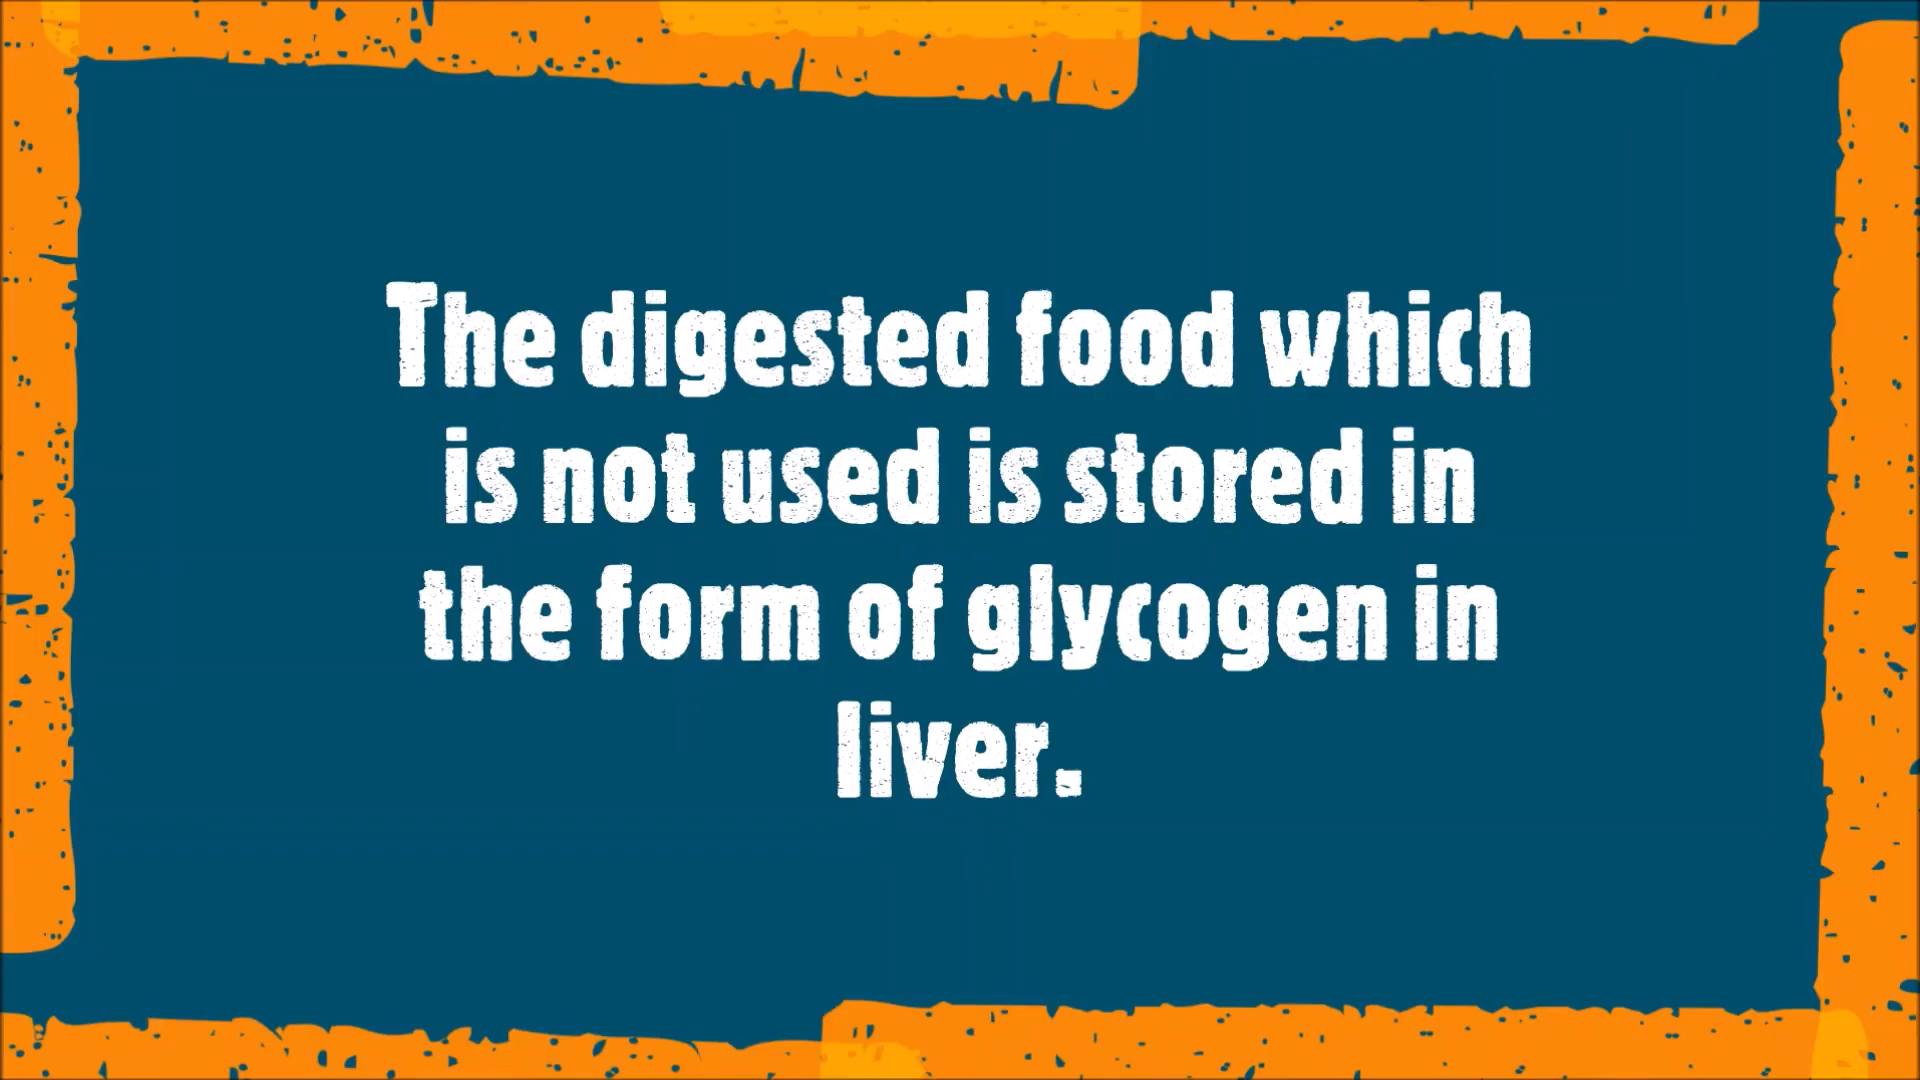 The digested food which
is not used is stored in
the form of glycogen in
liver.